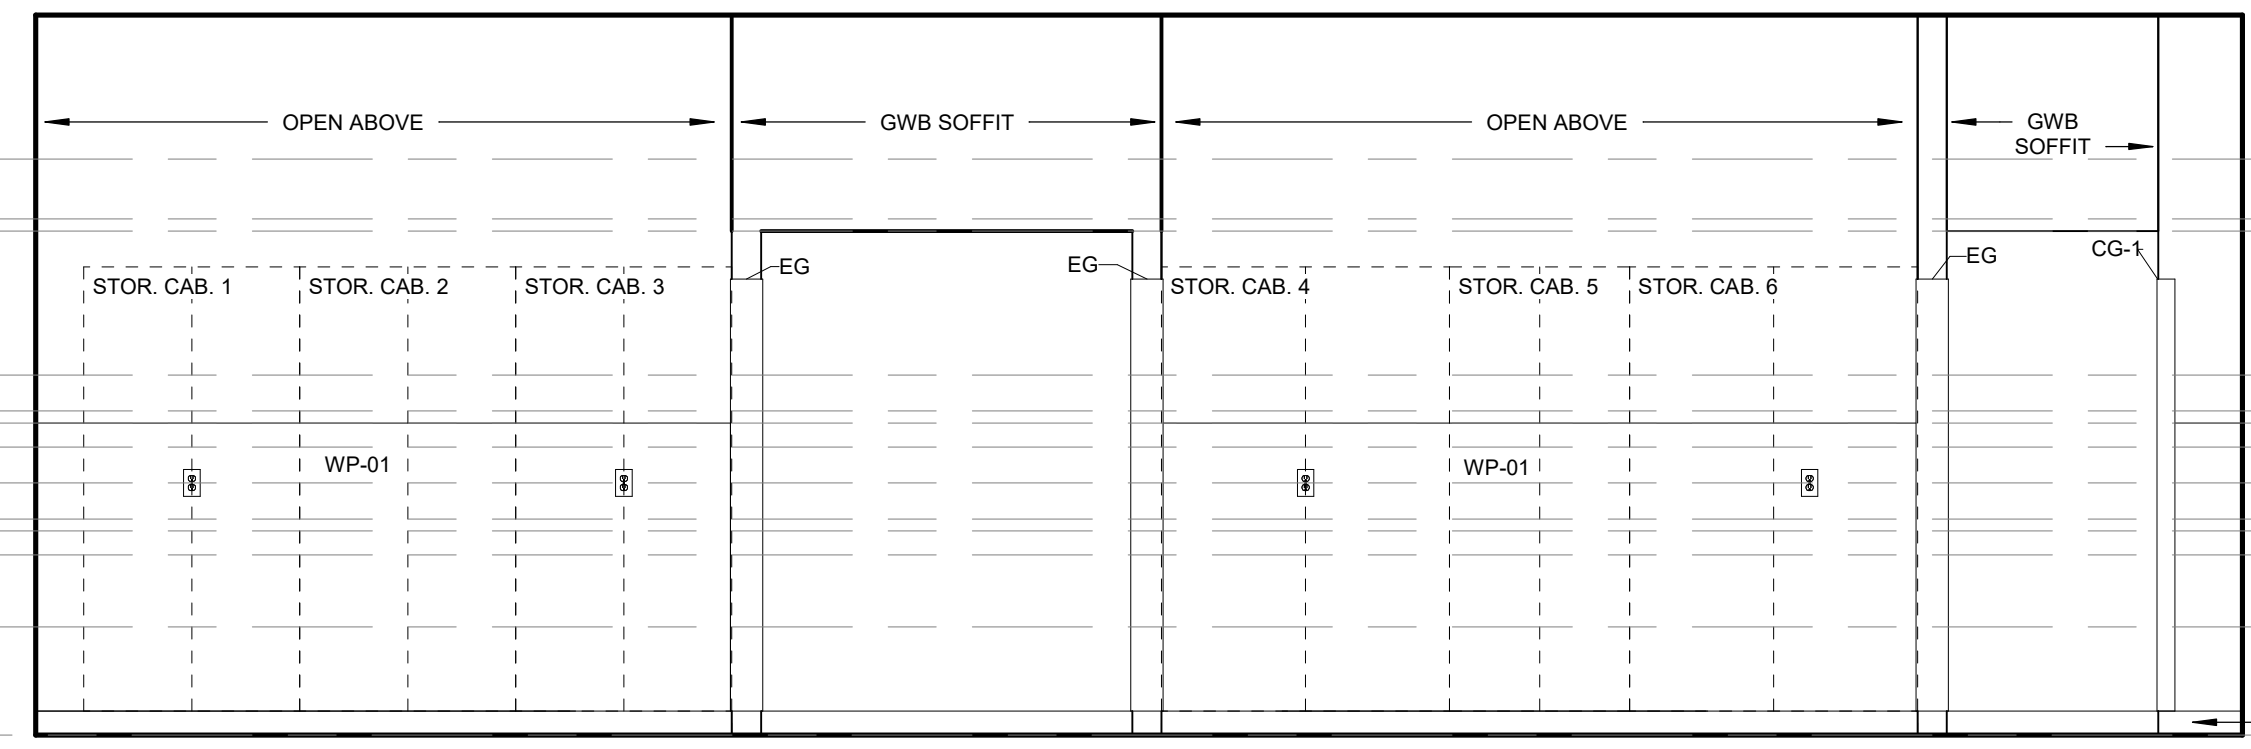 OPEN ABOVE
GWB SOFFIT
OPEN ABOVE
GWB
SOFFIT
EG
EG
EG
CG-1
STOR. CAB. 1
STOR. CAB. 2
STOR. CAB. 3
STOR. CAB. 4
STOR. CAB. 5
STOR. CAB. 6
WP-01
WP-01